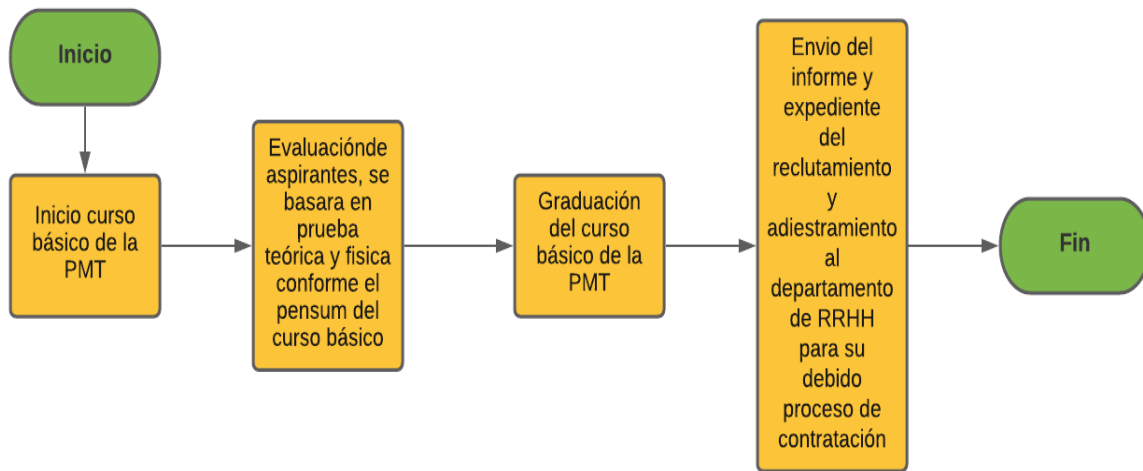 Inicio
Inicio curso
básico de la
PMT
Evaluaciónde
aspirantes, se
basara en
prueba
teórica y fisica
conforme el
pensum del
curso básico
Graduación
del curso
básico de la
PMT
Envio del
informe y
expediente
del
reclutamiento
y
adiestramiento
al
departamento
de RRHH
para su
debido
proceso de
contratación
Fin